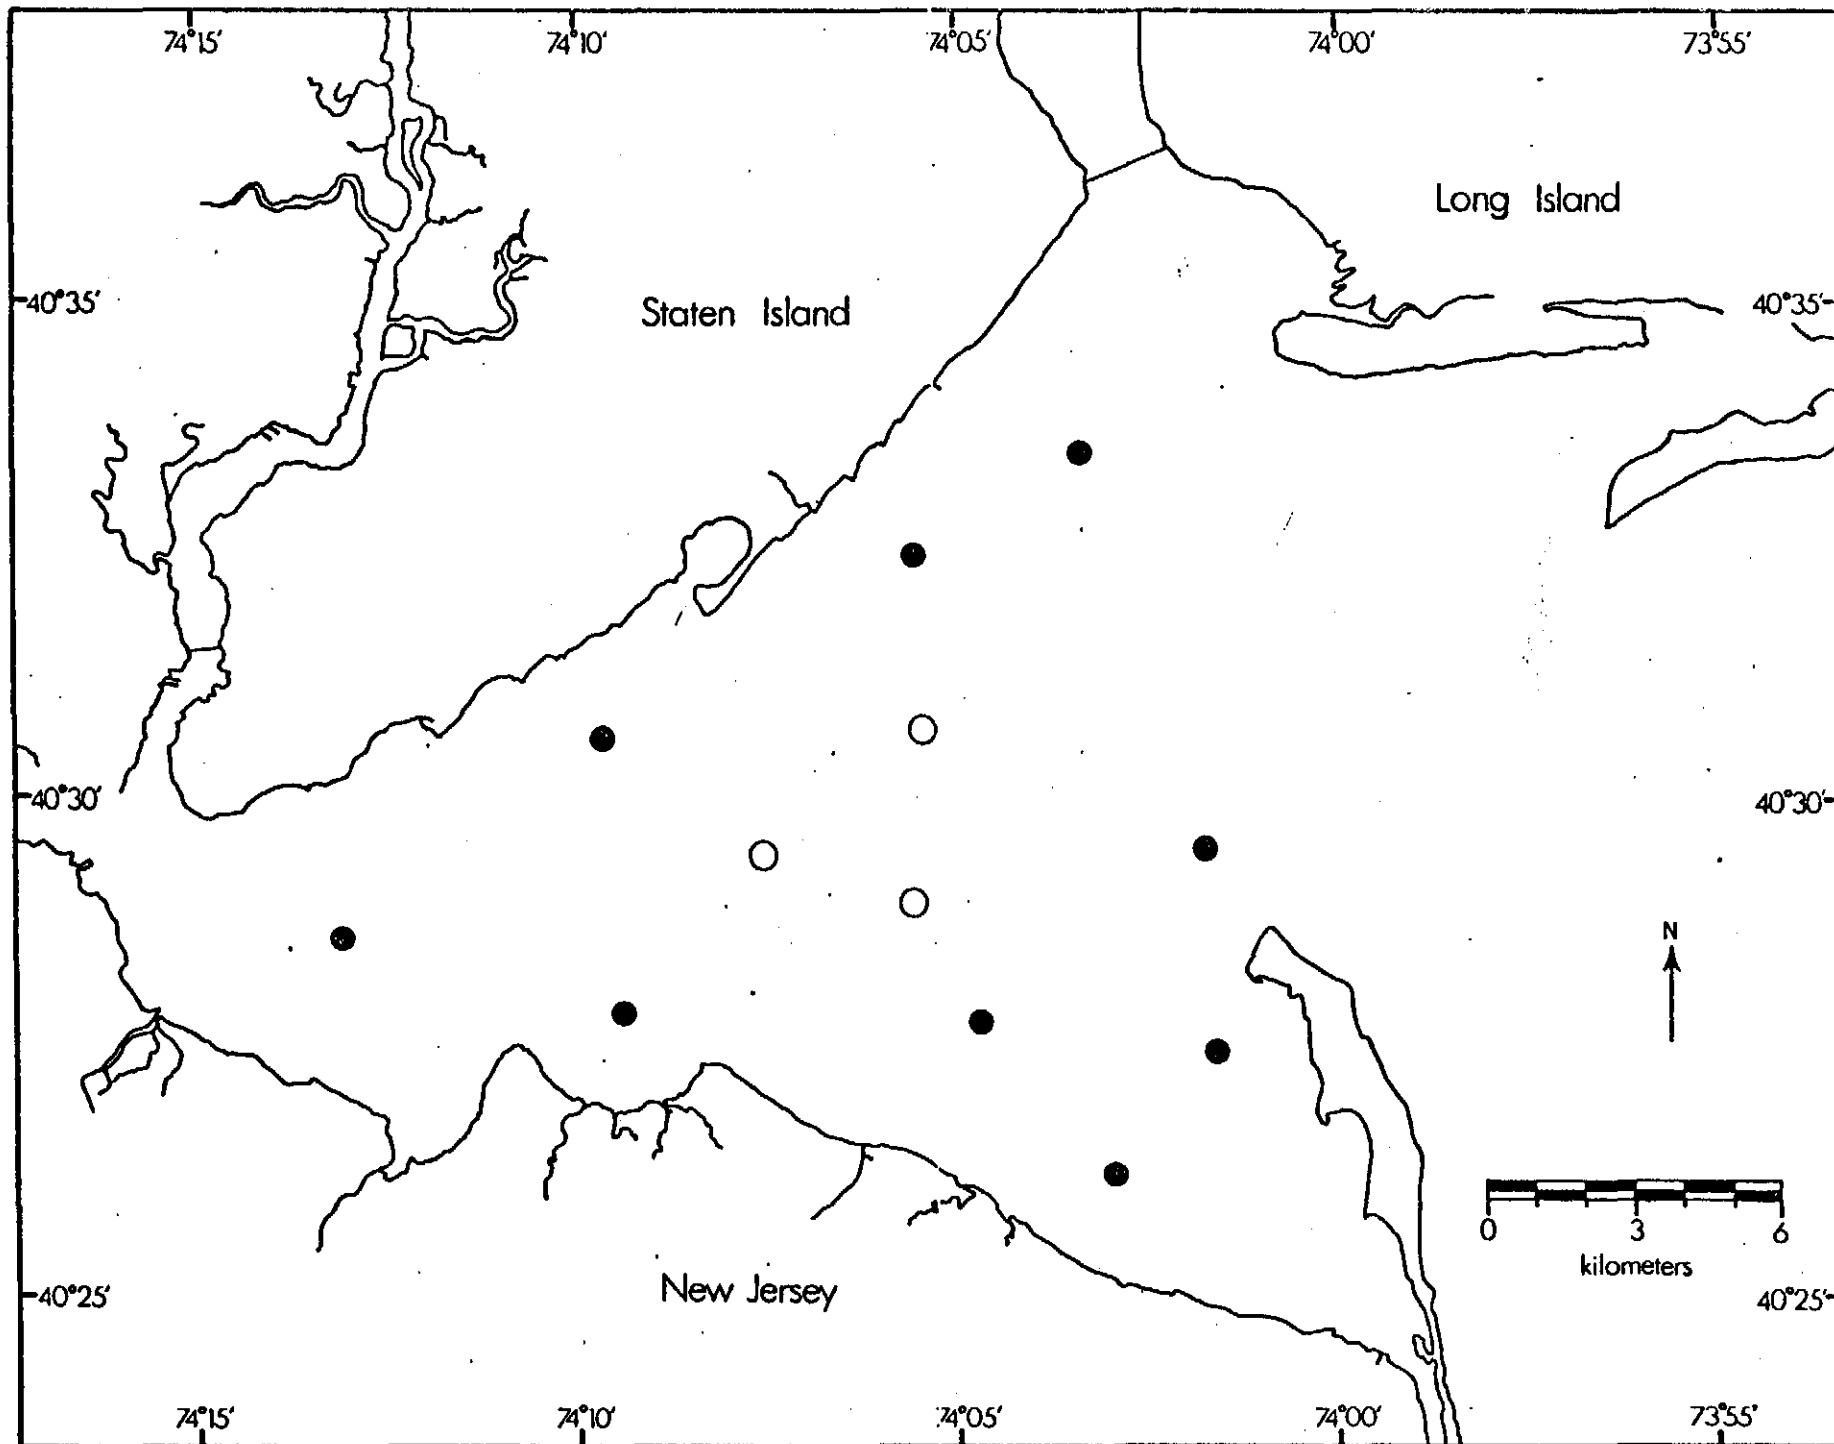 74°15' 74°10' 74°05' 74°00' 73°55'
Long Island
40°35' Staten Island 40°35'
40°30' 40°30'
N
0 3 6
kilometers
New Jersey
40°25' 40°25'
74°15' 74°10' 74°05' 74°00' 73°55'